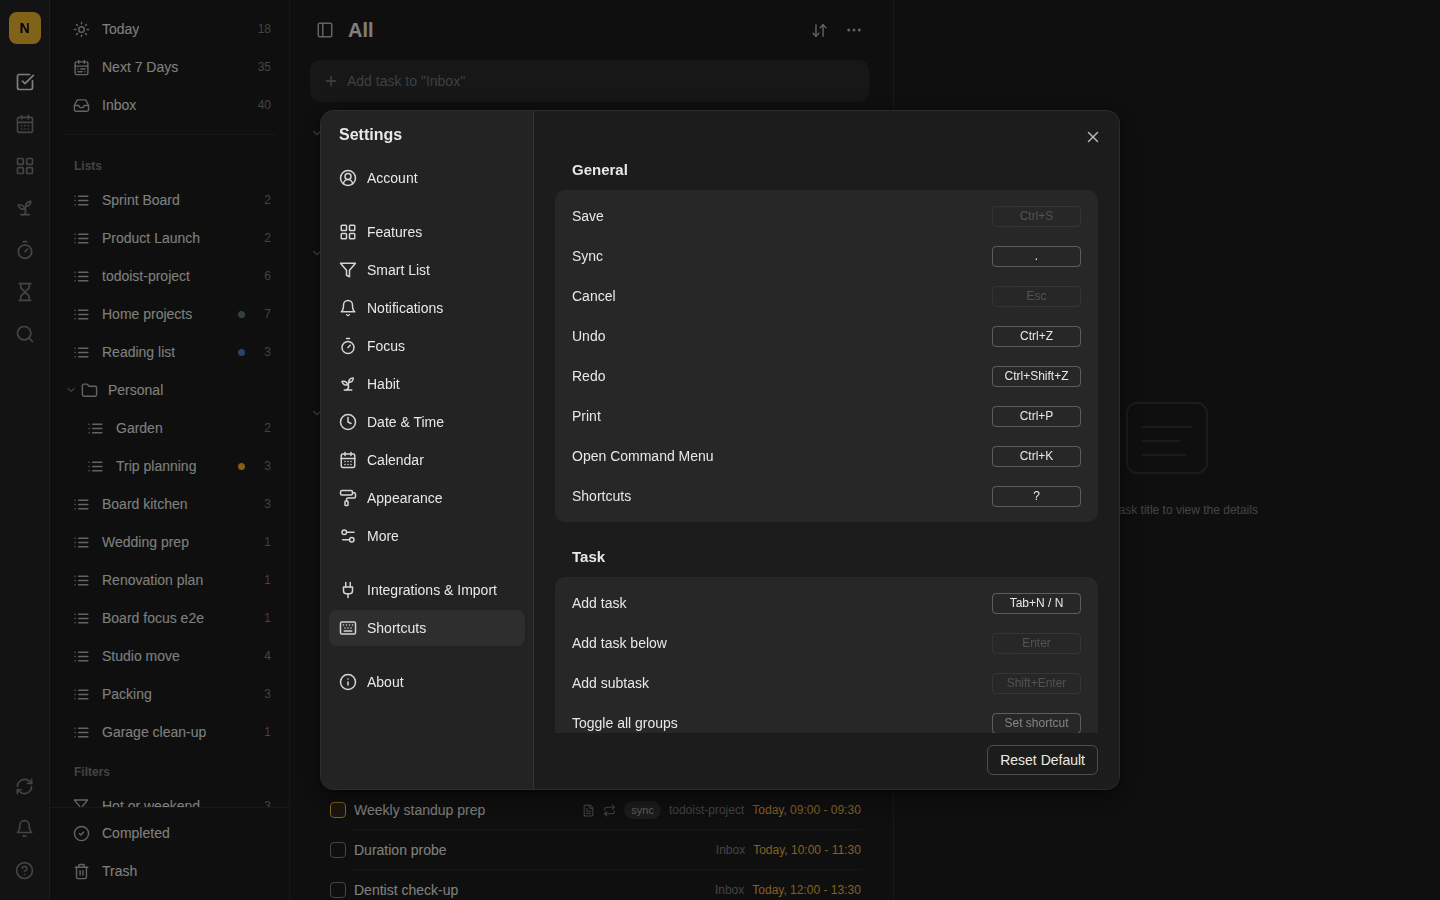 N
Today 18
Next 7 Days 35
Inbox 40
Lists
Sprint Board 2
Product Launch 2
todoist-project 6
Home projects 7
Reading list 3
Personal
Garden 2
Trip planning 3
Board kitchen 3
Wedding prep 1
Renovation plan 1
Board focus e2e 1
Studio move 4
Packing 3
Garage clean-up 1
Filters
Hot or weekend 3
Completed
Trash
All
Add task to "Inbox"
Settings
Account
Features
Smart List
Notifications
Focus
Habit
Date & Time
Calendar
Appearance
More
Integrations & Import
Shortcuts
About
General
Save Ctrl+S
Sync .
Cancel Esc
Undo Ctrl+Z
Redo Ctrl+Shift+Z
Print Ctrl+P
Open Command Menu Ctrl+K
Shortcuts ?
Task
Add task Tab+N / N
Add task below Enter
Add subtask Shift+Enter
Toggle all groups Set shortcut
Reset Default
Weekly standup prep sync todoist-project Today, 09:00 - 09:30
Duration probe Inbox Today, 10:00 - 11:30
Dentist check-up Inbox Today, 12:00 - 13:30
title to view the details